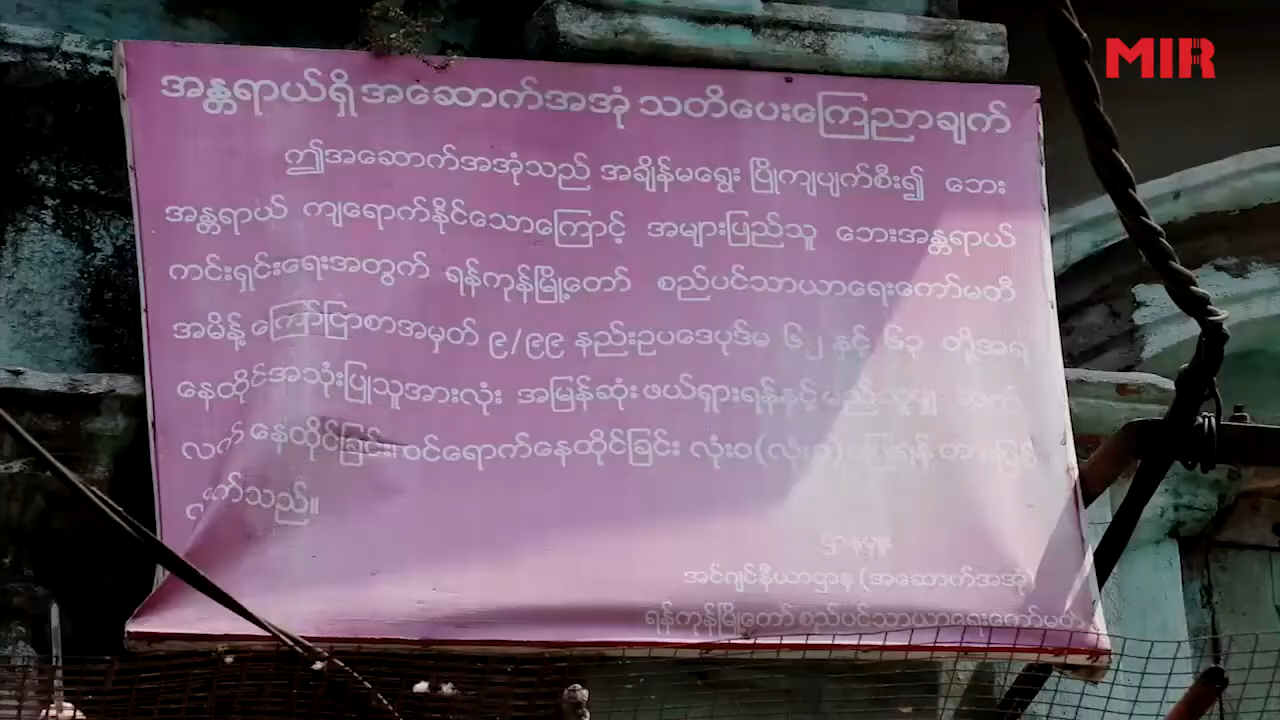 MIR
အန္တရာယ်ရှိအဆောက်အအုံ သတိပေးကြေညာချက်
ဤအဆောက်အအုံသည် အချိန်မရွေး ပြိုကျပျက်စီး၍ ဘေး
အန္တရာယ် ကျရောက်နိုင်သောကြောင့် အများပြည်သူ ဘေးအန္တရာယ်
ကင်းရှင်းရေးအတွက် ရန်ကုန်မြို့တော် စည်ပင်သာယာရေးကော်မတီ
အမိန့် ကြော်ငြာစာအမှတ် ၉/၉၉ နည်းဥပဒေပုဒ်မ ၆၂ နှင့် ၆၃ တို့အရ
နေထိုင်အသုံးပြုသူအားလုံး အမြန်ဆုံး ဖယ်ရှားရန်နှင့် မည်သူမျှ
လက် နေထိုင်ခြင်း၊ ဝင်ရောက်နေထိုင်ခြင်း လုံးဝ(လုံးဝ) မပြုရန် တားမြစ်
လိုက်သည်။
ဌာနမှူး
အင်ဂျင်နီယာဌာန (အဆောက်အအုံ)
ရန်ကုန်မြို့တော် စည်ပင်သာယာရေးကော်မတီ